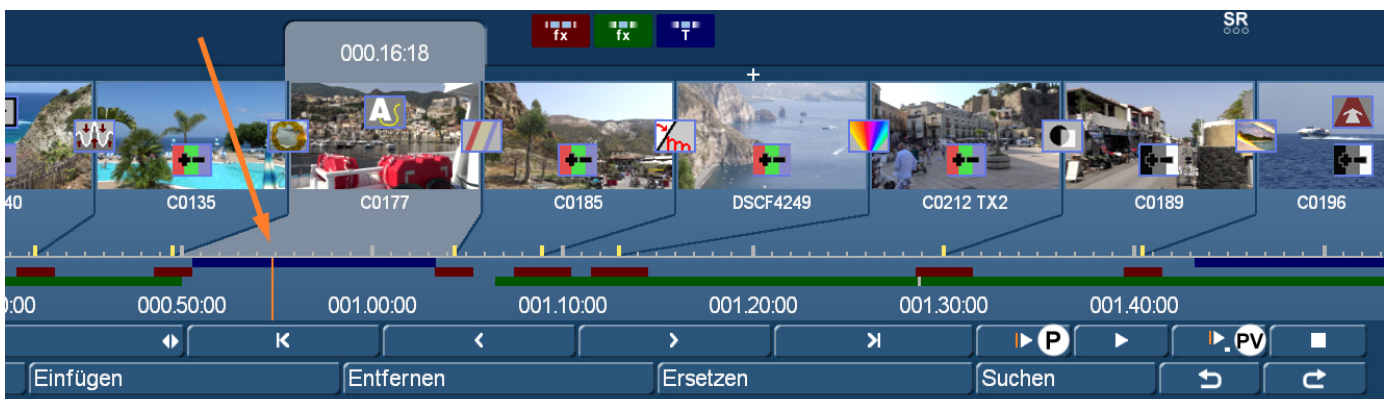 SR
fx fx T
000.16:18
+
40 C0135 C0177 C0185 DSCF4249 C0212 TX2 C0189 C0196
0:00 000.50:00 001.00:00 001.10:00 001.20:00 001.30:00 001.40:00
P PV
Einfügen Entfernen Ersetzen Suchen